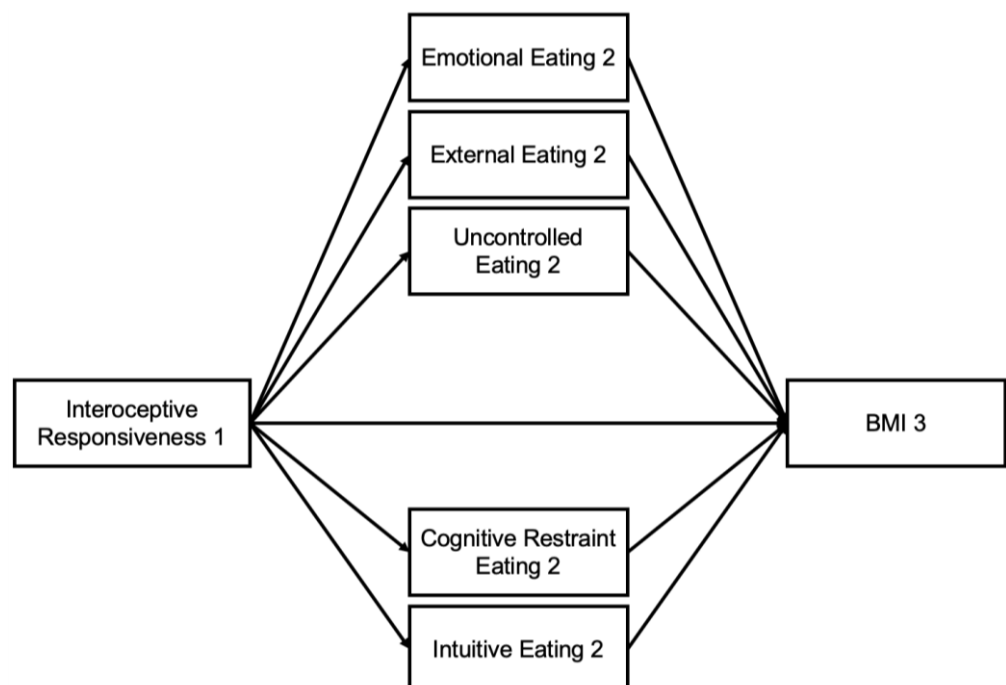 Emotional Eating 2
External Eating 2
Uncontrolled
Eating 2
Interoceptive
Responsiveness 1
BMI 3
Cognitive Restraint
Eating 2
Intuitive Eating 2